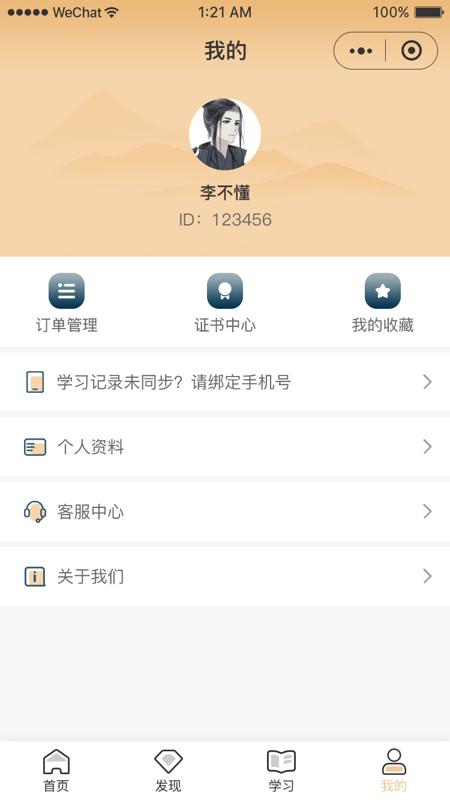 WeChat 1:21 AM 100%
我的
李不懂
ID：123456
订单管理 证书中心 我的收藏
学习记录未同步？请绑定手机号
个人资料
客服中心
关于我们
首页 发现 学习 我的